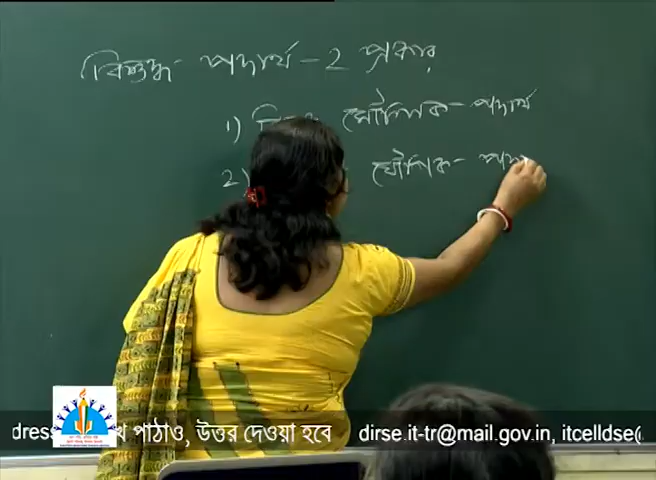 বিশুদ্ধ পদার্থ - 2 প্রকার
1) মৌলিক পদার্থ
2) যৌগিক
পাঠাও, উত্তর দেওয়া হবে dirse.it-tr@mail.gov.in, itcelldse(